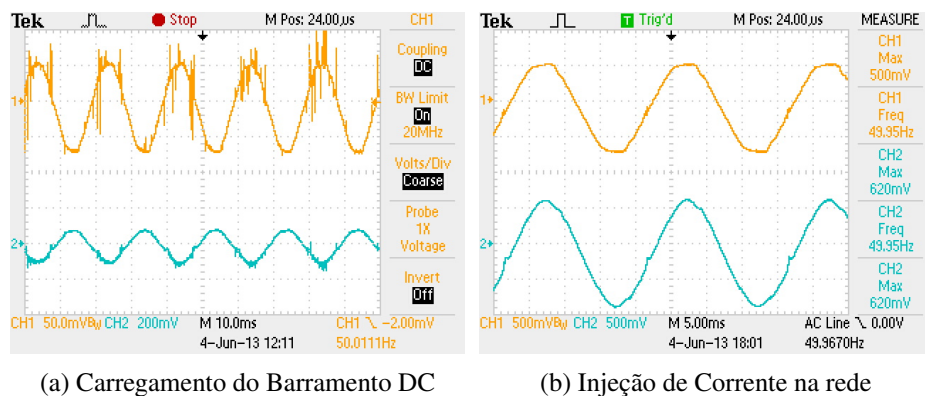 Tek Stop M Pos: 24.00us CH1
Coupling
DC
BW Limit
On
20MHz
Volts/Div
Coarse
Probe
1X
Voltage
Invert
Off
1
2
CH1 50.0mVBW CH2 200mV M 10.0ms CH1 \ -2.00mV
4-Jun-13 12:11 50.0111Hz
(a) Carregamento do Barramento DC
Tek T Trig'd M Pos: 24.00us MEASURE
CH1
Max
500mV
CH1
Freq
49.95Hz
CH2
Max
620mV
CH2
Freq
49.95Hz
CH2
Max
620mV
1
2
CH1 500mVBW CH2 500mV M 5.00ms AC Line \ 0.00V
4-Jun-13 18:01 49.9670Hz
(b) Injeção de Corrente na rede